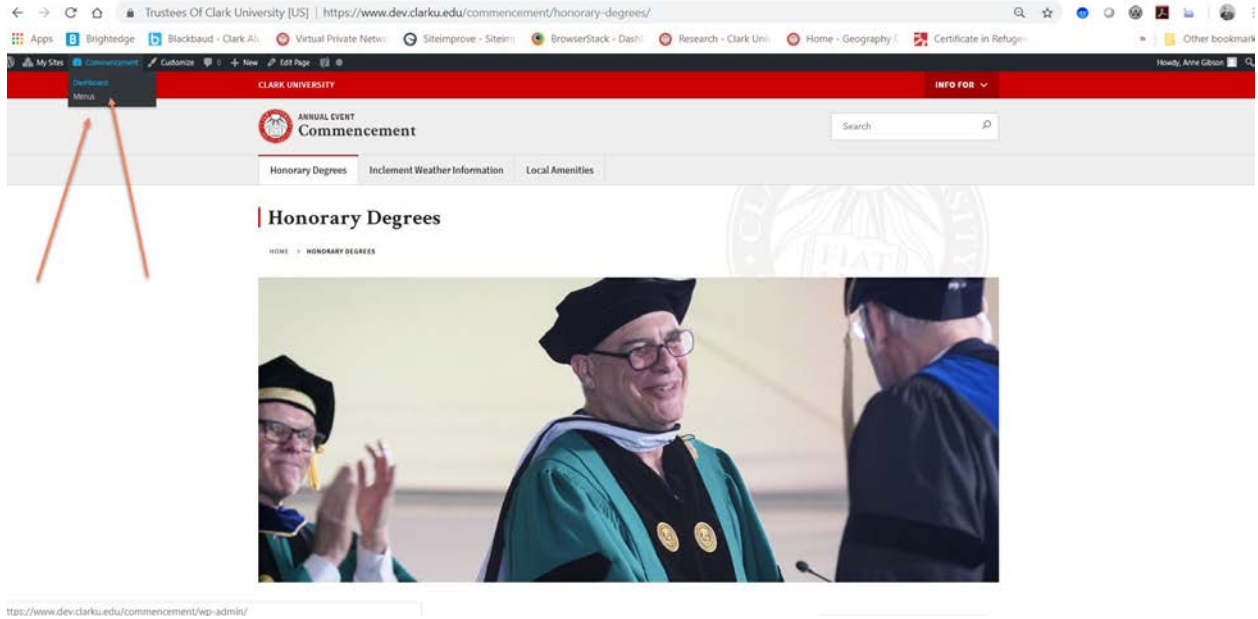 Trustees Of Clark University [US] | https://www.dev.clarku.edu/commencement/honorary-degrees/
Apps Brightedge Blackbaud - Clark Al Virtual Private Netwo Siteimprove - Siteim BrowserStack - Dash Research - Clark Univ Home - Geography Certificate in Refuge » Other bookmark
My Sites Commencement Customize 0 + New Edit Page Howdy, Anne Gibson
Dashboard
Menus
CLARK UNIVERSITY INFO FOR
ANNUAL EVENT
Commencement
Search
Honorary Degrees Inclement Weather Information Local Amenities
Honorary Degrees
HOME > HONORARY DEGREES
FIAT
ttps://www.dev.clarku.edu/commencement/wp-admin/